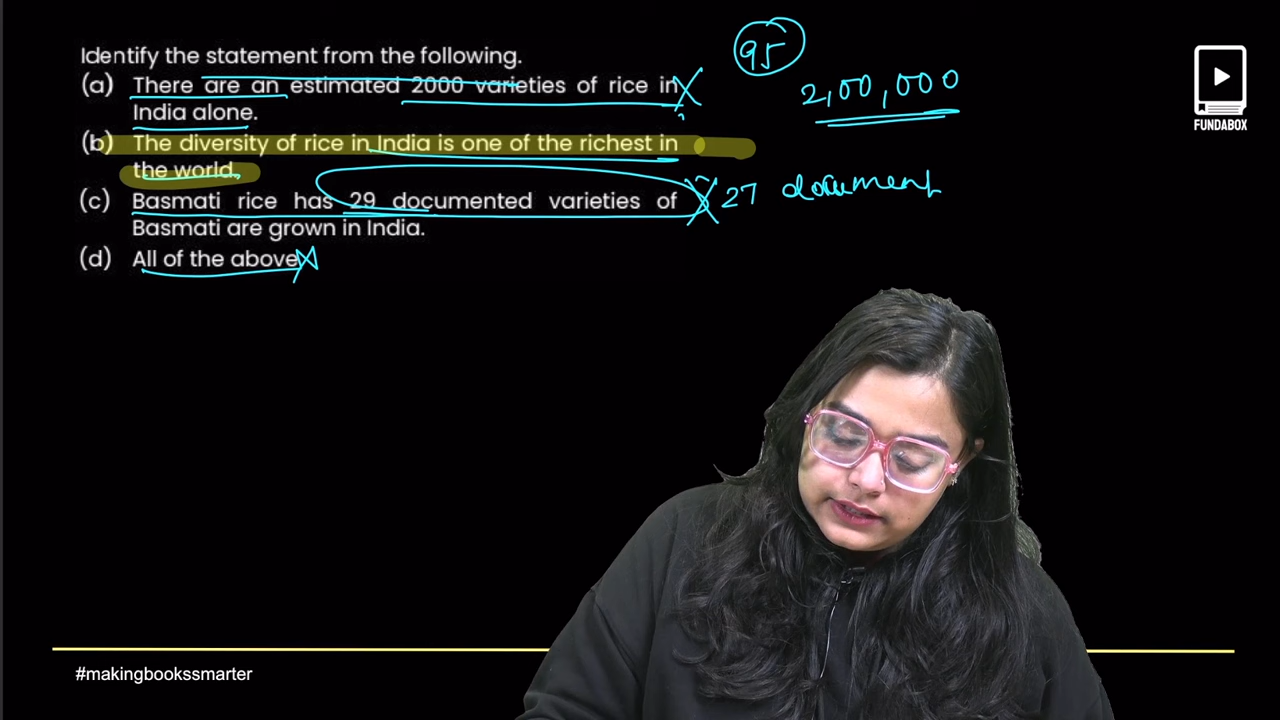 Identify the statement from the following.
95
(a) There are an estimated 2000 varieties of rice in
2,00,000
India alone.
(b) The diversity of rice in India is one of the richest in
the world.
(c) Basmati rice has 29 documented varieties of
27 document
Basmati are grown in India.
(d) All of the above
FUNDABOX
#makingbookssmarter